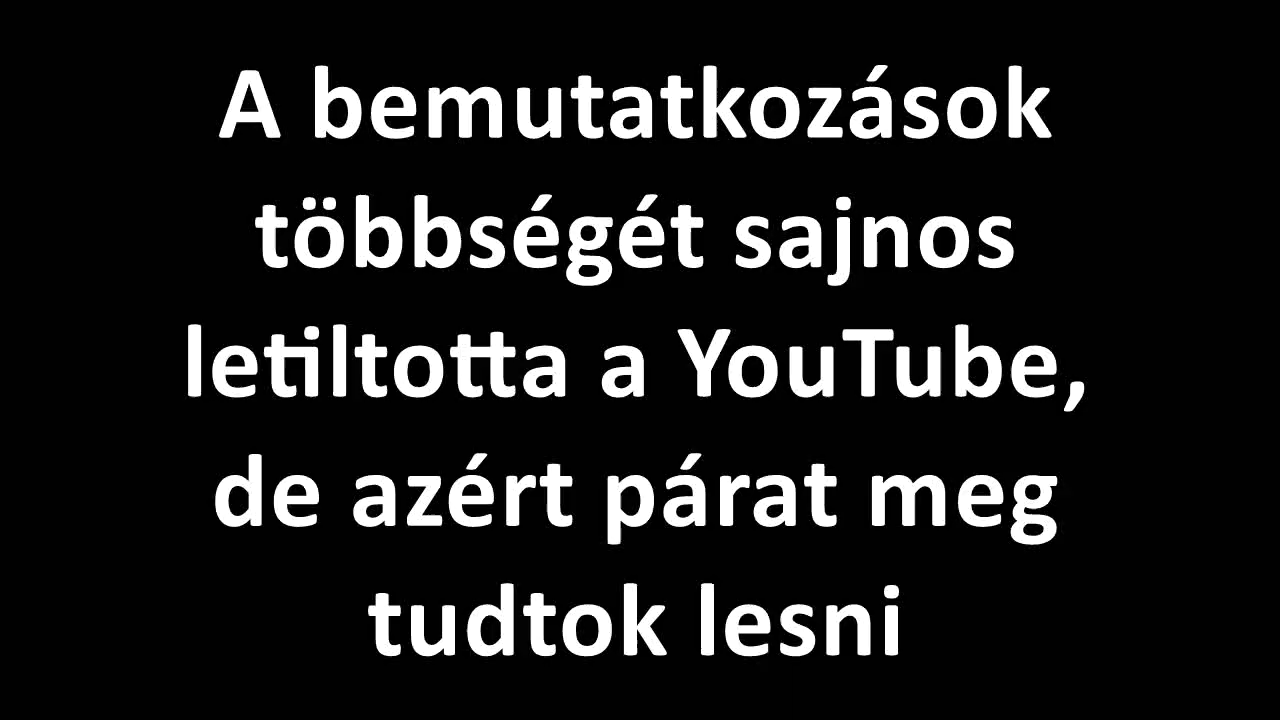 A bemutatkozások
többségét sajnos
letiltotta a YouTube,
de azért párat meg
tudtok lesni